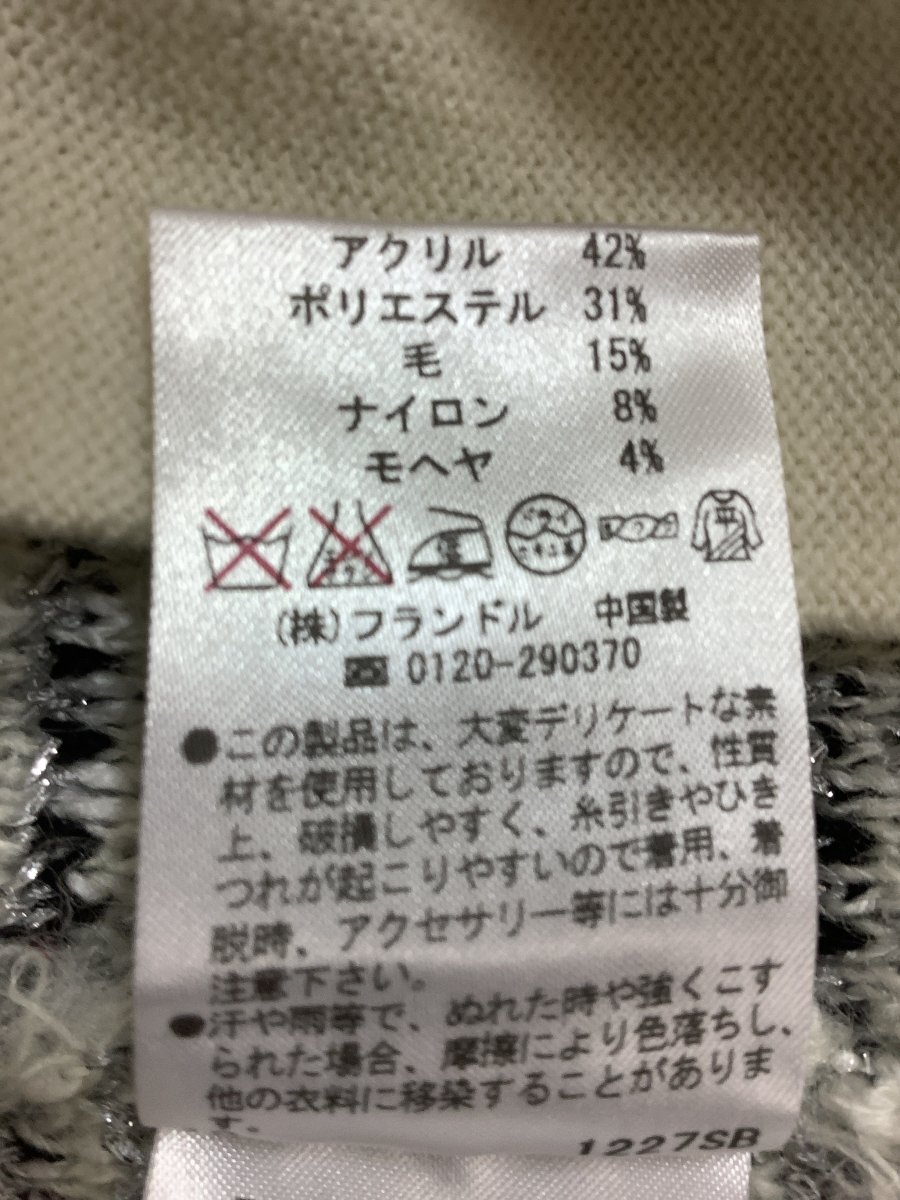 アクリル 42%
ポリエステル 31%
毛 15%
ナイロン 8%
モヘヤ 4%
平
(株)フランドル 中国製
0120-290370
●この製品は、大変デリケートな素
材を使用しておりますので、性質
上、破損しやすく、糸引きやひき
つれが起こりやすいので着用、着
脱時、アクセサリー等には十分御
注意下さい。
●汗や雨等で、ぬれた時や強くこす
られた場合、摩擦により色落ちし、
他の衣料に移染することがありま
す。
1227SB